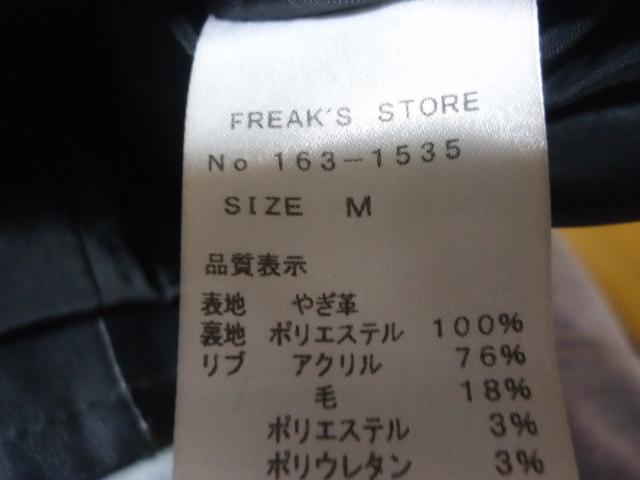 FREAK'S STORE
No 163-1535
SIZE M
品質表示
表地 やぎ革
裏地 ポリエステル 100%
リブ アクリル 76%
毛 18%
ポリエステル 3%
ポリウレタン 3%